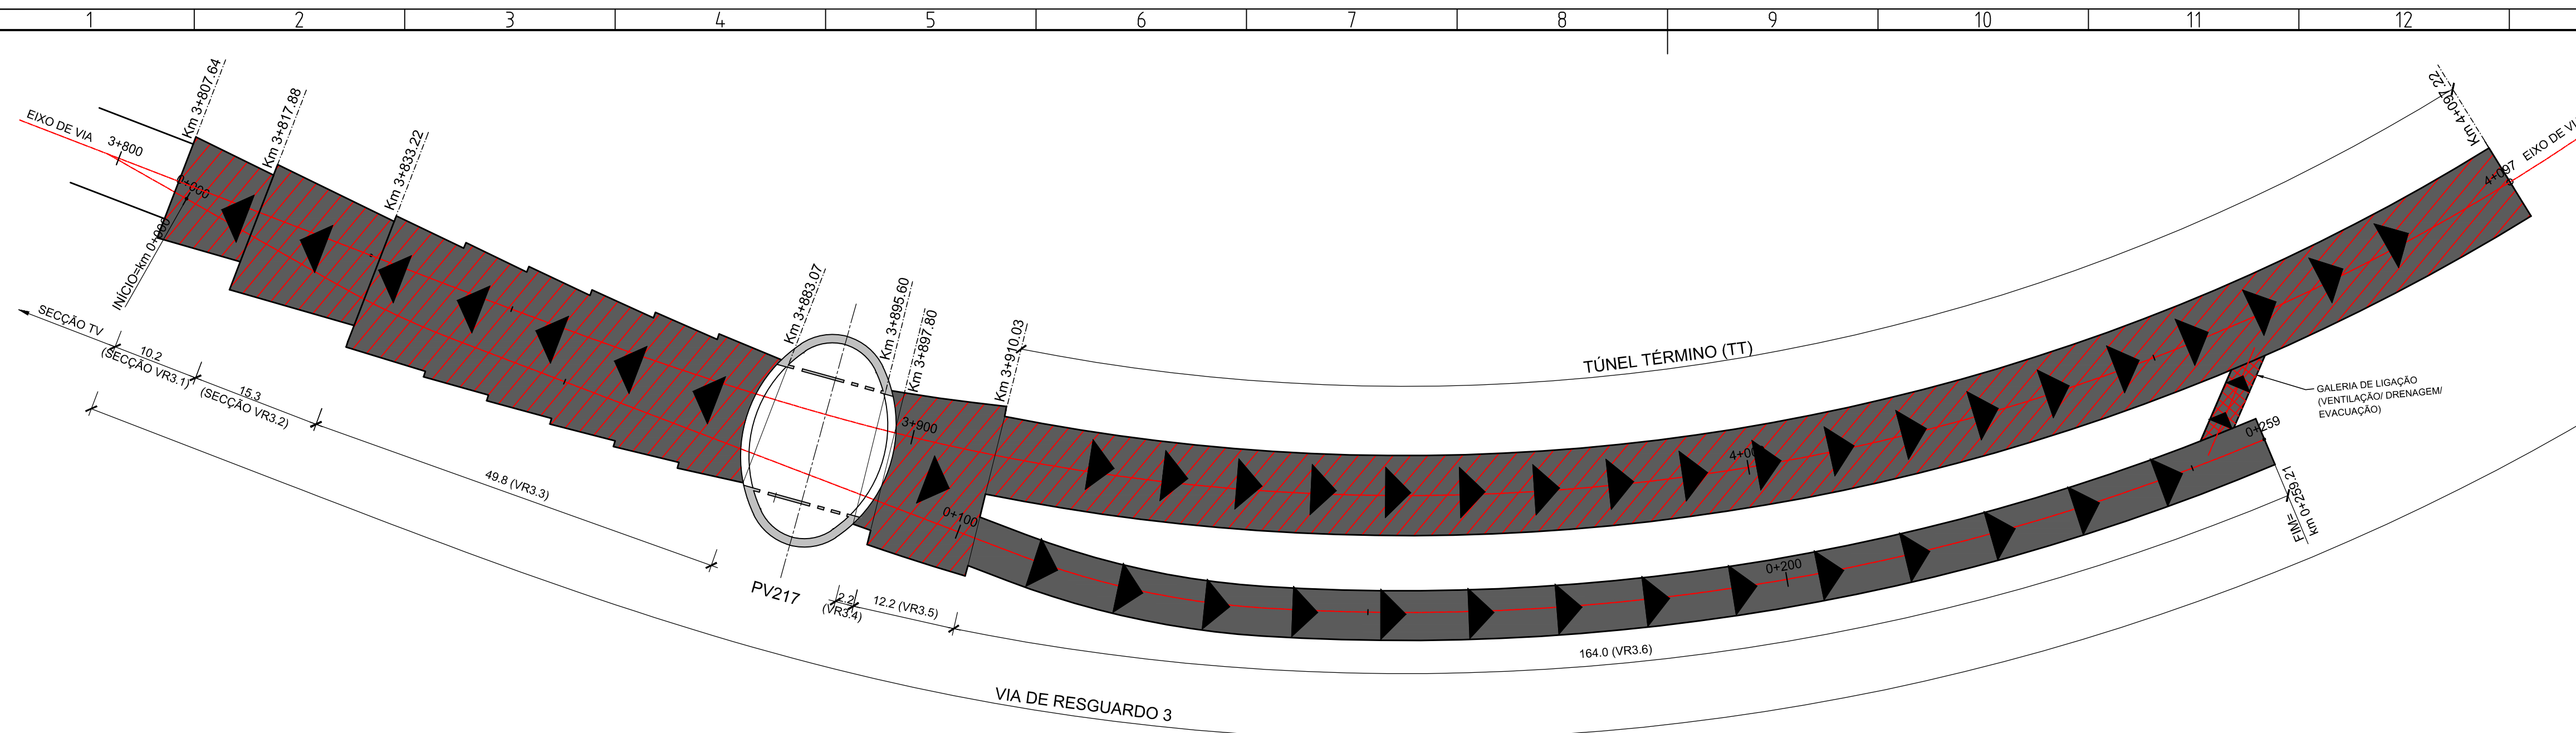 1 2 3 4 5 6 7 8 9 10 11 12
EIXO DE VIA
3+800
0+000
Km 3+807.64
Km 3+817.88
Km 3+833.22
INÍCIO=km 0+000
SECÇÃO TV
10.2
(SECÇÃO VR3.1)
15.3
(SECÇÃO VR3.2)
49.8 (VR3.3)
Km 3+883.07
Km 3+895.60
Km 3+897.80
Km 3+910.03
3+900
0+100
PV217
2.2
(VR3.4)
12.2 (VR3.5)
TÚNEL TÉRMINO (TT)
4+00
0+200
164.0 (VR3.6)
VIA DE RESGUARDO 3
Km 4+097.22
4+097
EIXO DE VI
GALERIA DE LIGAÇÃO
(VENTILAÇÃO/ DRENAGEM/
EVACUAÇÃO)
0+259
FIM=
km 0+259.21